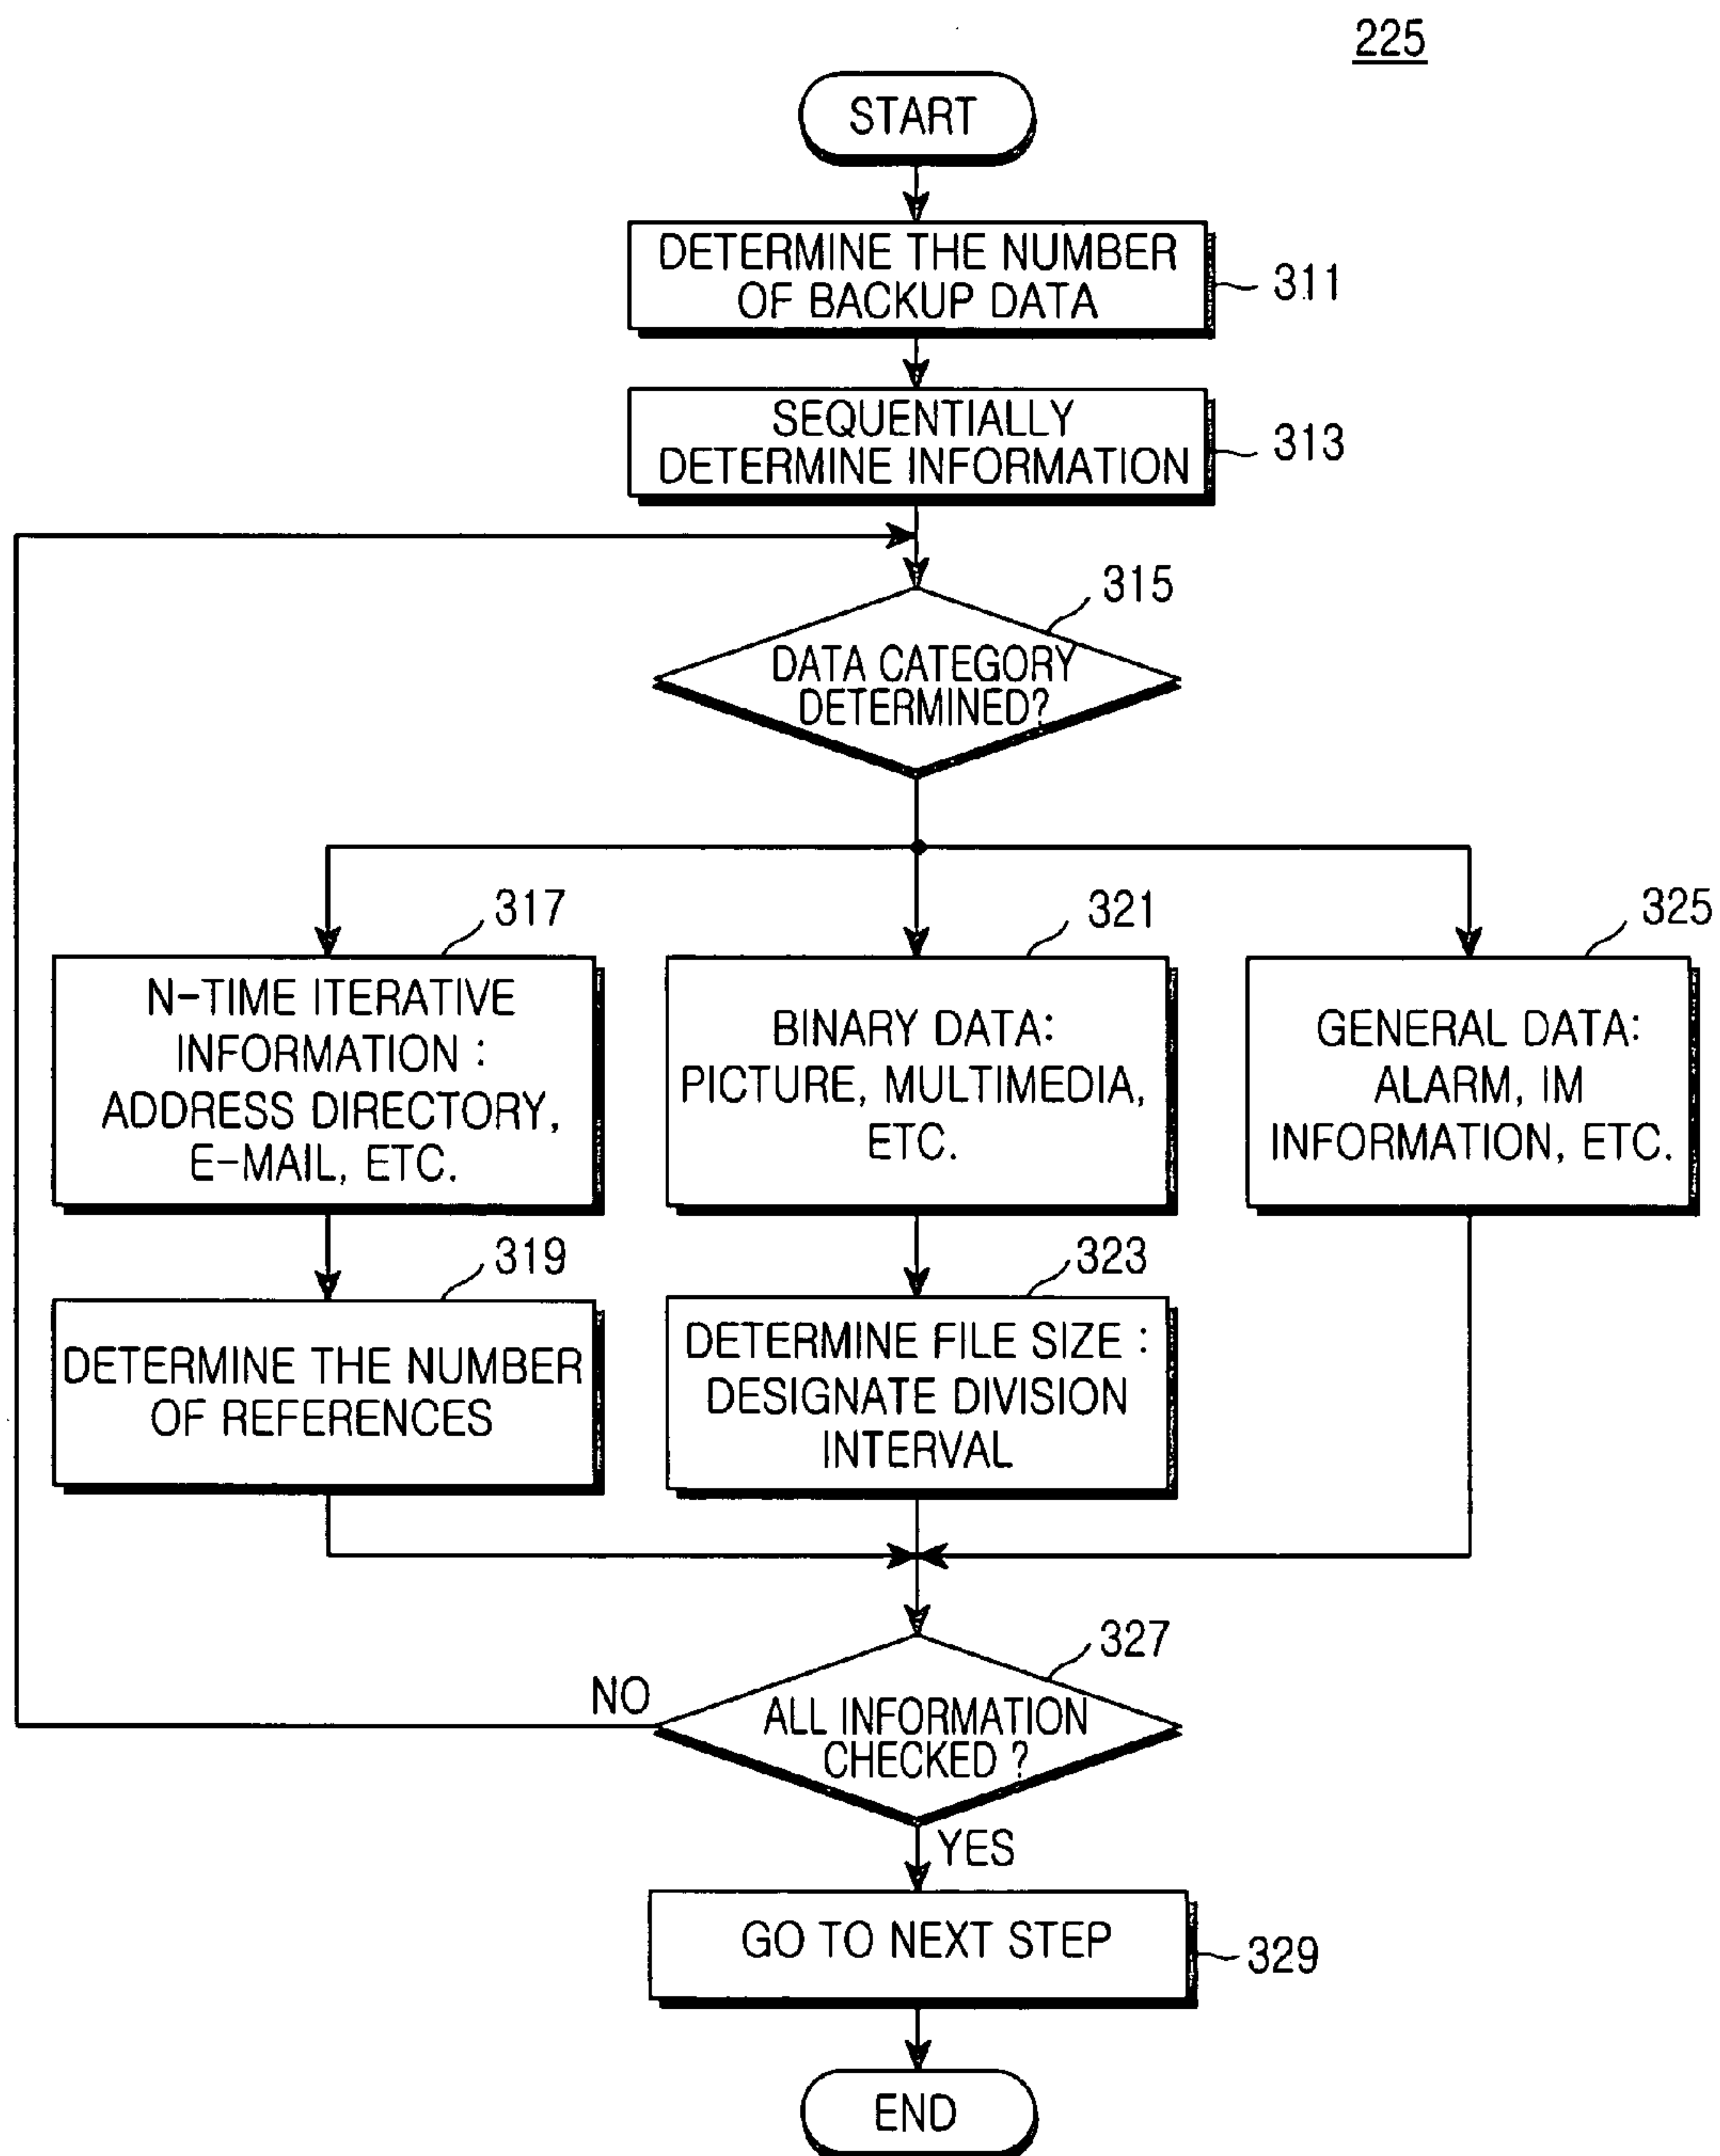 225
START
DETERMINE THE NUMBER
OF BACKUP DATA
311
SEQUENTIALLY
DETERMINE INFORMATION
313
315
DATA CATEGORY
DETERMINED?
317
N-TIME ITERATIVE
INFORMATION :
ADDRESS DIRECTORY,
E-MAIL, ETC.
321
BINARY DATA:
PICTURE, MULTIMEDIA,
ETC.
325
GENERAL DATA:
ALARM, IM
INFORMATION, ETC.
319
DETERMINE THE NUMBER
OF REFERENCES
323
DETERMINE FILE SIZE :
DESIGNATE DIVISION
INTERVAL
327
ALL INFORMATION
CHECKED ?
NO
YES
GO TO NEXT STEP
329
END